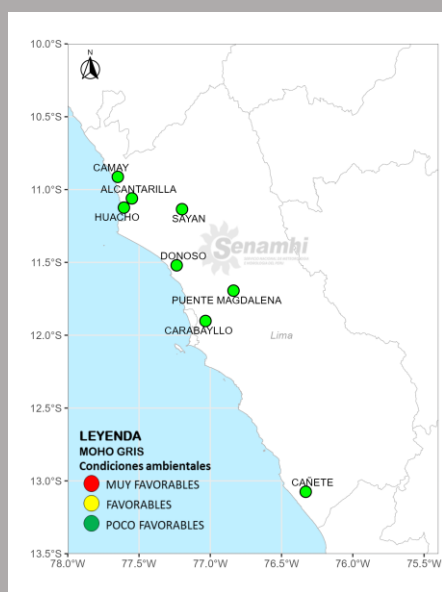 10.0°S
N
10.5°S
CAMAY
11.0°S
ALCANTARILLA
HUACHO
SAYAN
11.5°S
DONOSO
Senamhi
PUENTE MAGDALENA
12.0°S
CARABAYLLO
Lima
12.5°S
LEYENDA
MOHO GRIS
Condiciones ambientales
MUY FAVORABLES
FAVORABLES
POCO FAVORABLES
13.0°S
CAÑETE
13.5°S
78.0°W 77.5°W 77.0°W 76.5°W 76.0°W 75.5°W